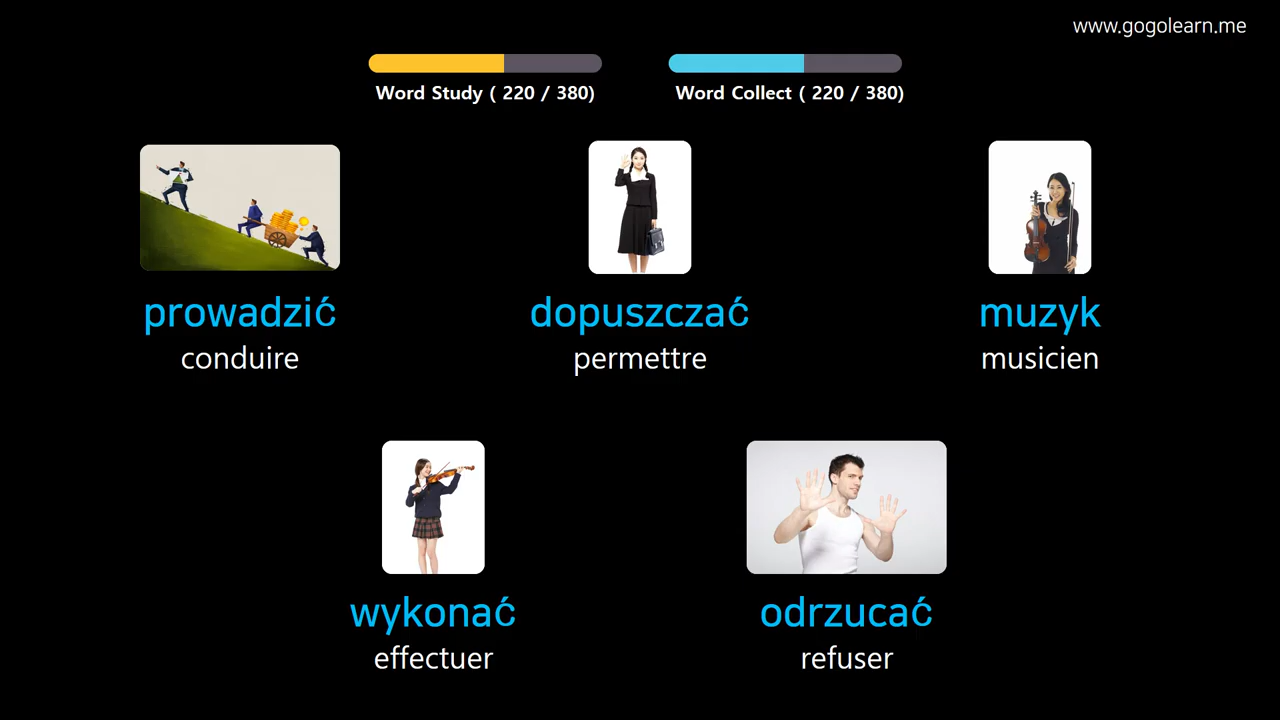 www.gogolearn.me
Word Study ( 220 / 380)
Word Collect ( 220 / 380)
prowadzić
conduire
dopuszczać
permettre
muzyk
musicien
wykonać
effectuer
odrzucać
refuser